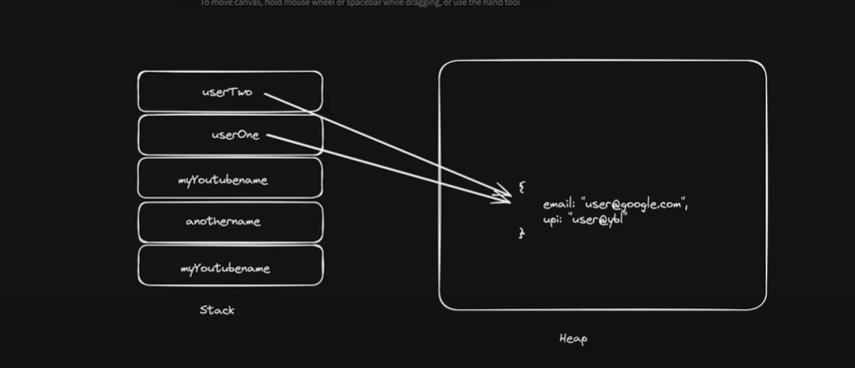 To move canvas, hold mouse wheel or spacebar while dragging, or use the hand tool
userTwo
userOne
myYoutubename
anothername
myYoutubename
Stack
{
email: "user@google.com",
upi: "user@ybl"
}
Heap